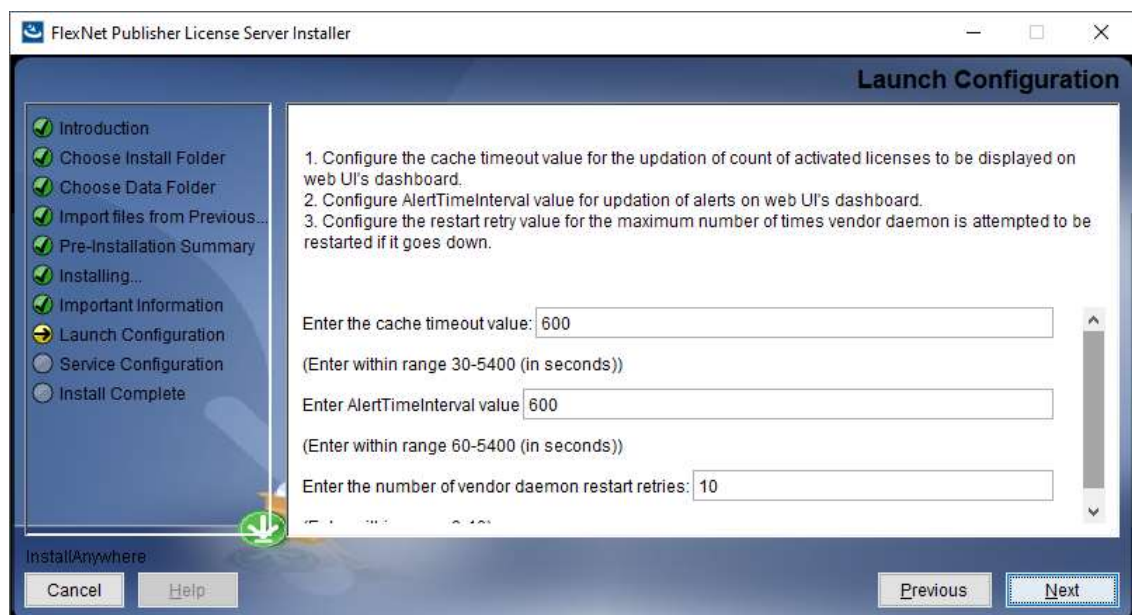 FlexNet Publisher License Server Installer
Launch Configuration
Introduction
Choose Install Folder
Choose Data Folder
Import files from Previous...
Pre-Installation Summary
Installing...
Important Information
Launch Configuration
Service Configuration
Install Complete
1. Configure the cache timeout value for the updation of count of activated licenses to be displayed on
web UI's dashboard.
2. Configure AlertTimeInterval value for updation of alerts on web UI's dashboard.
3. Configure the restart retry value for the maximum number of times vendor daemon is attempted to be
restarted if it goes down.
Enter the cache timeout value: 600
(Enter within range 30-5400 (in seconds))
Enter AlertTimeInterval value 600
(Enter within range 60-5400 (in seconds))
Enter the number of vendor daemon restart retries: 10
InstallAnywhere
Cancel Help Previous Next